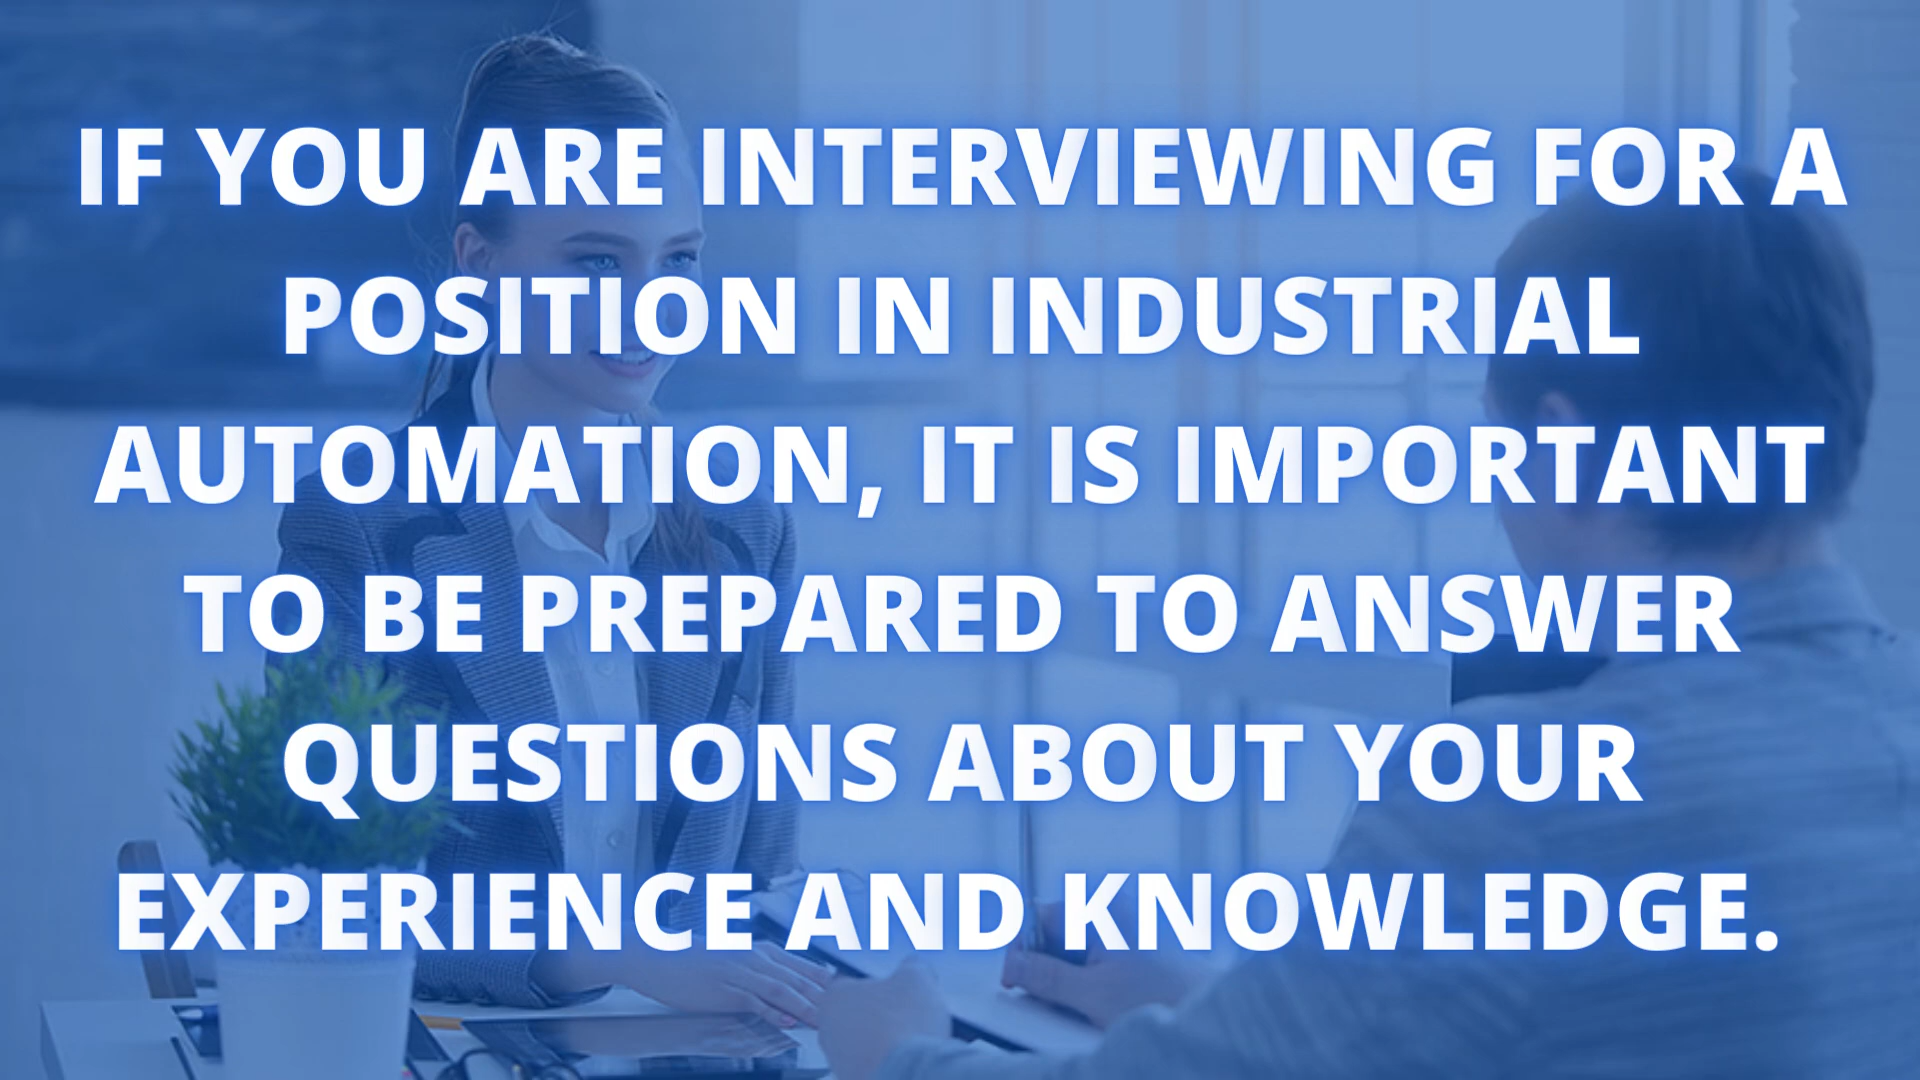 IF YOU ARE INTERVIEWING FOR A
POSITION IN INDUSTRIAL
AUTOMATION, IT IS IMPORTANT
TO BE PREPARED TO ANSWER
QUESTIONS ABOUT YOUR
EXPERIENCE AND KNOWLEDGE.